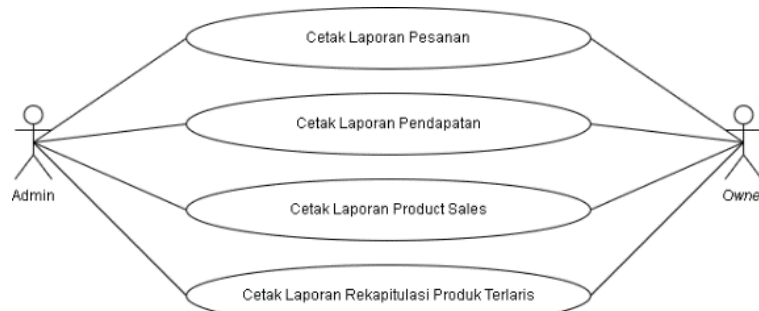 Cetak Laporan Pesanan
Cetak Laporan Pendapatan
Admin
Owne
Cetak Laporan Product Sales
Cetak Laporan Rekapitulasi Produk Terlaris